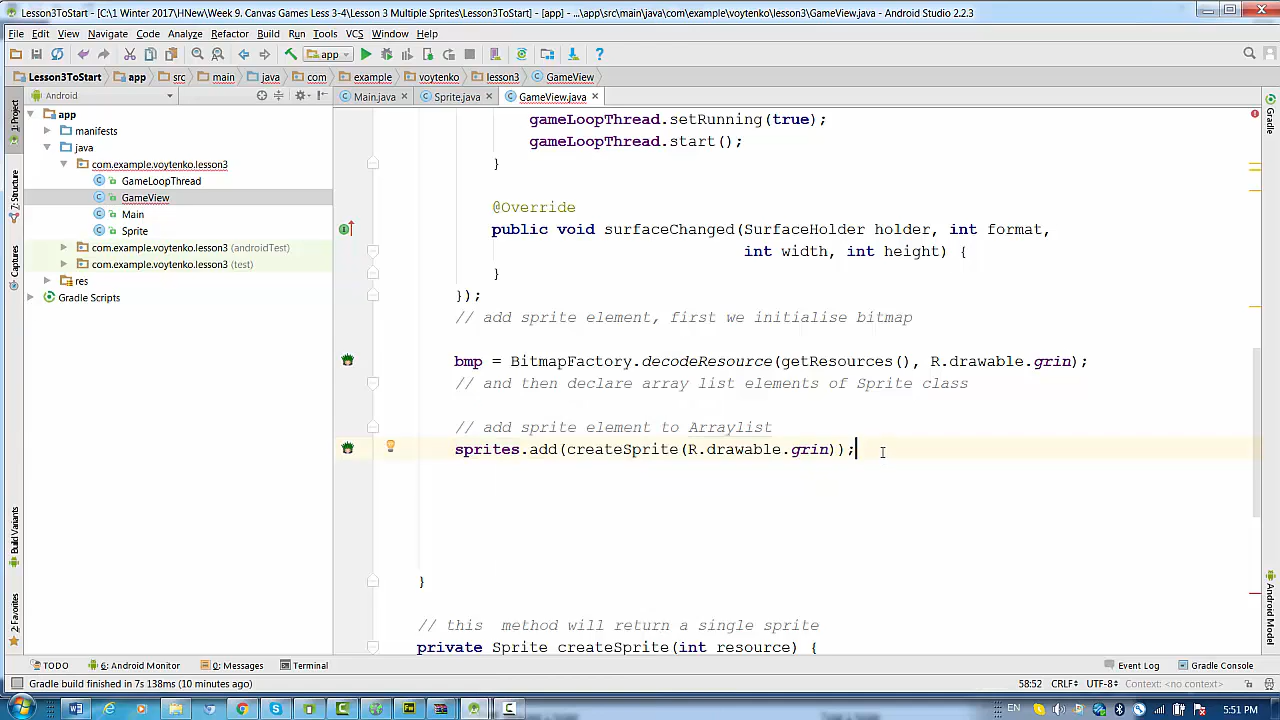 Lesson3ToStart - [C:\1 Winter 2017\HNew\Week 9. Canvas Games Less 3-4\Lesson 3 Multiple Sprites\Lesson3ToStart] - [app] - ...\app\src\main\java\com\example\voytenko\lesson3\GameView.java - Android Studio 2.2.3
File Edit View Navigate Code Analyze Refactor Build Run Tools VCS Window Help
app
Lesson3ToStart app src main java com example voytenko lesson3 GameView
Android
Main.java Sprite.java GameView.java
1: Project
7: Structure
Captures
Build Variants
2: Favorites
app
manifests
java
com.example.voytenko.lesson3
GameLoopThread
GameView
Main
Sprite
com.example.voytenko.lesson3 (androidTest)
com.example.voytenko.lesson3 (test)
res
Gradle Scripts
gameLoopThread.setRunning(true);
gameLoopThread.start();
}
@Override
public void surfaceChanged(SurfaceHolder holder, int format,
int width, int height) {
}
});
// add sprite element, first we initialise bitmap
bmp = BitmapFactory.decodeResource(getResources(), R.drawable.grin);
// and then declare array list elements of Sprite class
// add sprite element to Arraylist
sprites.add(createSprite(R.drawable.grin));
}
// this  method will return a single sprite
private Sprite createSprite(int resource) {
Gradle
Android Model
TODO 6: Android Monitor 0: Messages Terminal Event Log Gradle Console
Gradle build finished in 7s 138ms (10 minutes ago) 58:52 CRLF÷ UTF-8÷ Context: <no context>
EN 5:51 PM